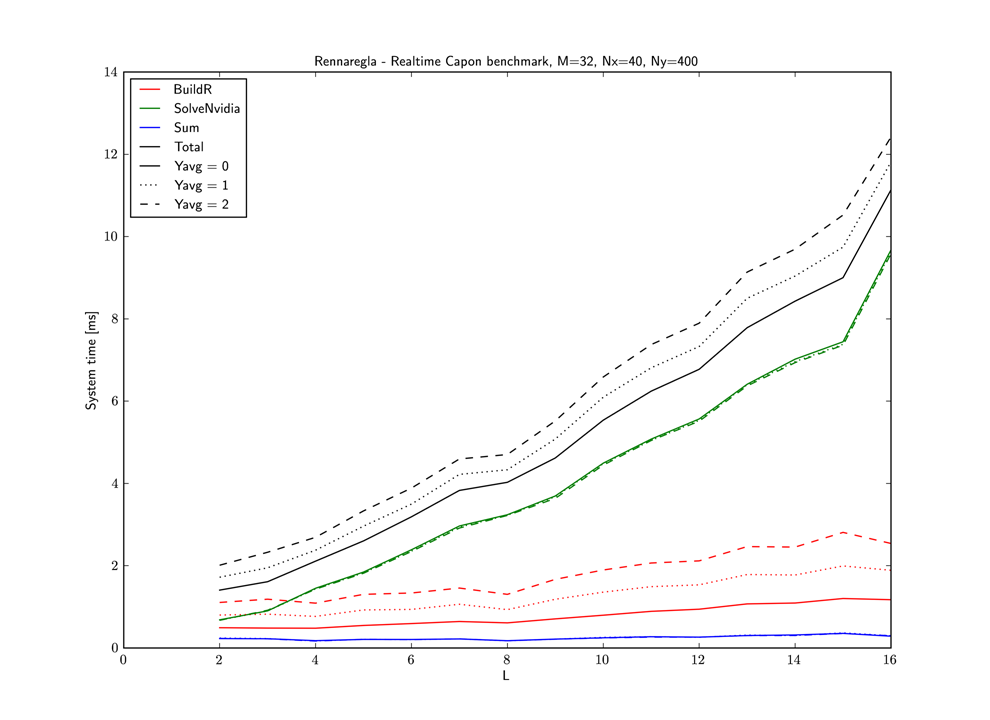 Rennaregla - Realtime Capon benchmark, M=32, Nx=40, Ny=400
14
12
10
8
6
4
2
0
System time [ms]
BuildR
SolveNvidia
Sum
Total
Yavg = 0
Yavg = 1
Yavg = 2
0 2 4 6 8 10 12 14 16
L